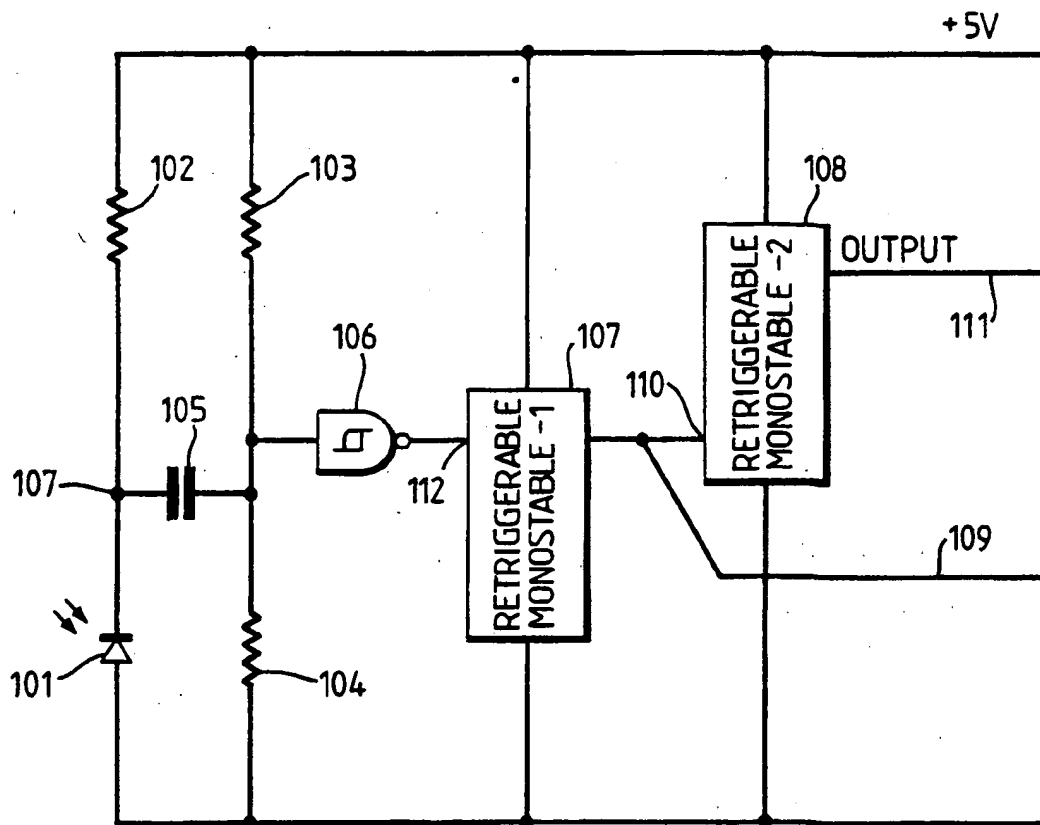 +5V
102
103
108
OUTPUT
111
106
107
110
RETRIGGERABLE
MONOSTABLE -2
105
107
112
RETRIGGERABLE
MONOSTABLE -1
109
101
104